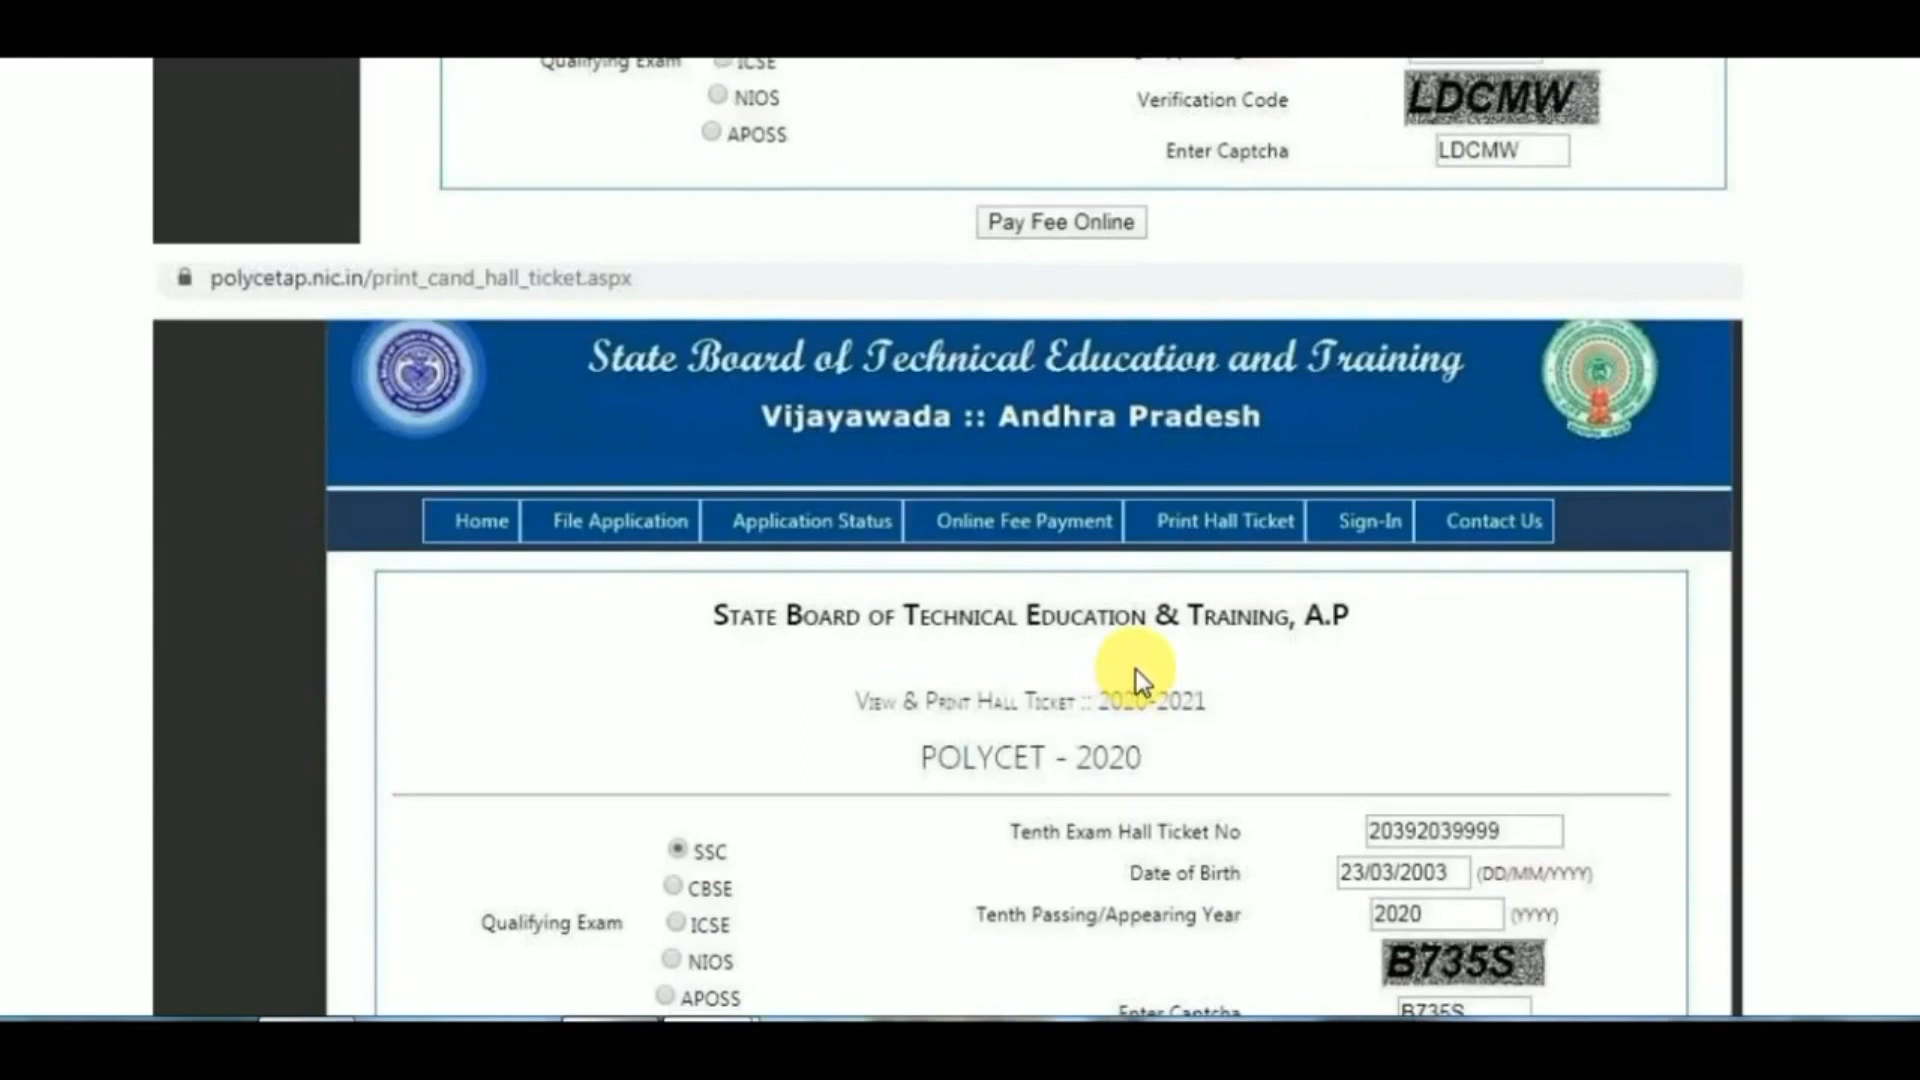 Qualifying Exam
ICSE
NIOS
Verification Code
LDCMW
APOSS
Enter Captcha
LDCMW
Pay Fee Online
polycetap.nic.in/print_cand_hall_ticket.aspx
State Board of Technical Education and Training
Vijayawada :: Andhra Pradesh
Home File Application Application Status Online Fee Payment Print Hall Ticket Sign-In Contact Us
State Board of Technical Education & Training, A.P
View & Print Hall Ticket :: 2020-2021
POLYCET - 2020
Tenth Exam Hall Ticket No 20392039999
SSC
Date of Birth 23/03/2003 (DD/MM/YYYY)
CBSE
Tenth Passing/Appearing Year 2020 (YYYY)
Qualifying Exam ICSE
B735S
NIOS
APOSS
Enter Captcha B735S